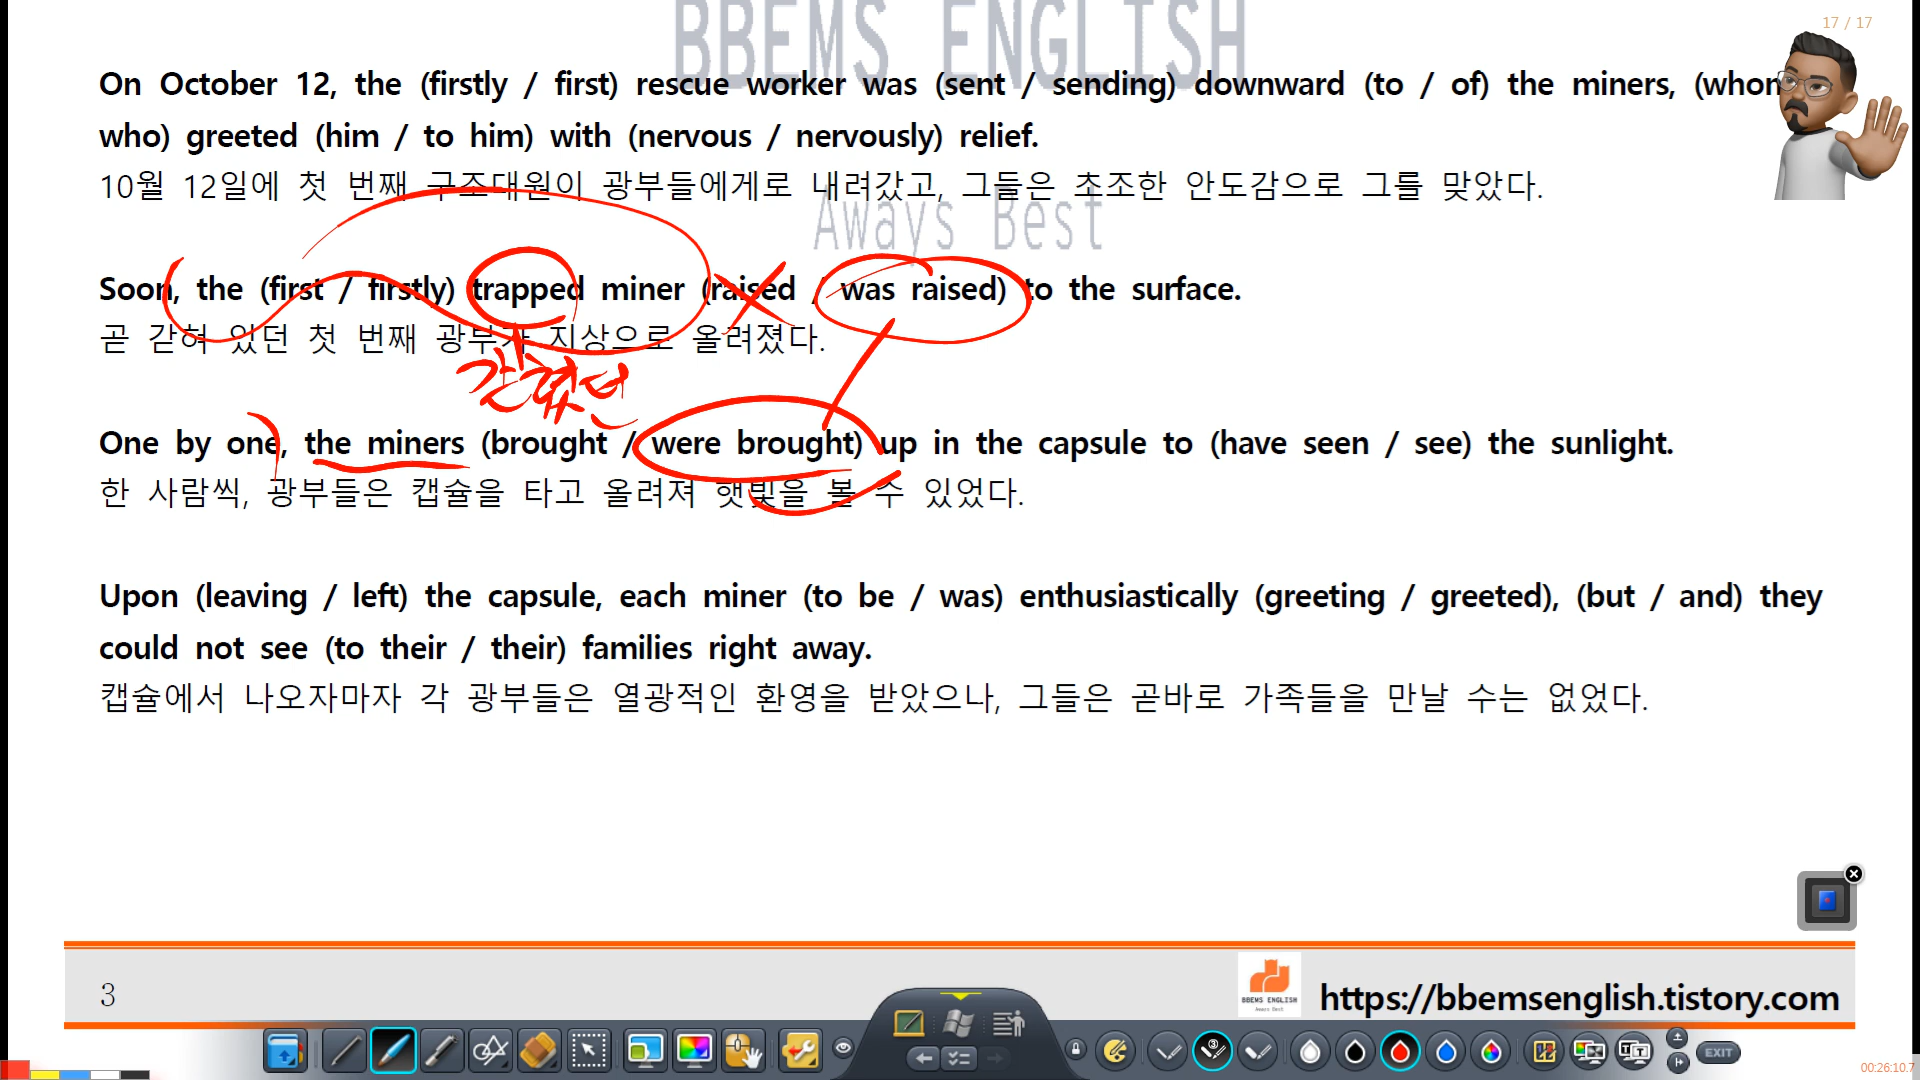 BBEMS ENGLISH
17 / 17
On October 12, the (firstly / first) rescue worker was (sent / sending) downward (to / of) the miners, (whom
who) greeted (him / to him) with (nervous / nervously) relief.
10월 12일에 첫 번째 구조대원이 광부들에게로 내려갔고, 그들은 초조한 안도감으로 그를 맞았다.
Aways Best
Soon, the (first / firstly) trapped miner (raised / was raised) to the surface.
곧 갇혀 있던 첫 번째 광부가 지상으로 올려졌다.
갇혔던
One by one, the miners (brought / were brought) up in the capsule to (have seen / see) the sunlight.
한 사람씩, 광부들은 캡슐을 타고 올려져 햇빛을 볼 수 있었다.
Upon (leaving / left) the capsule, each miner (to be / was) enthusiastically (greeting / greeted), (but / and) they
could not see (to their / their) families right away.
캡슐에서 나오자마자 각 광부들은 열광적인 환영을 받았으나, 그들은 곧바로 가족들을 만날 수는 없었다.
3
BBEMS ENGLISH
Aways Best
https://bbemsenglish.tistory.com
EXIT
00:26:10.7